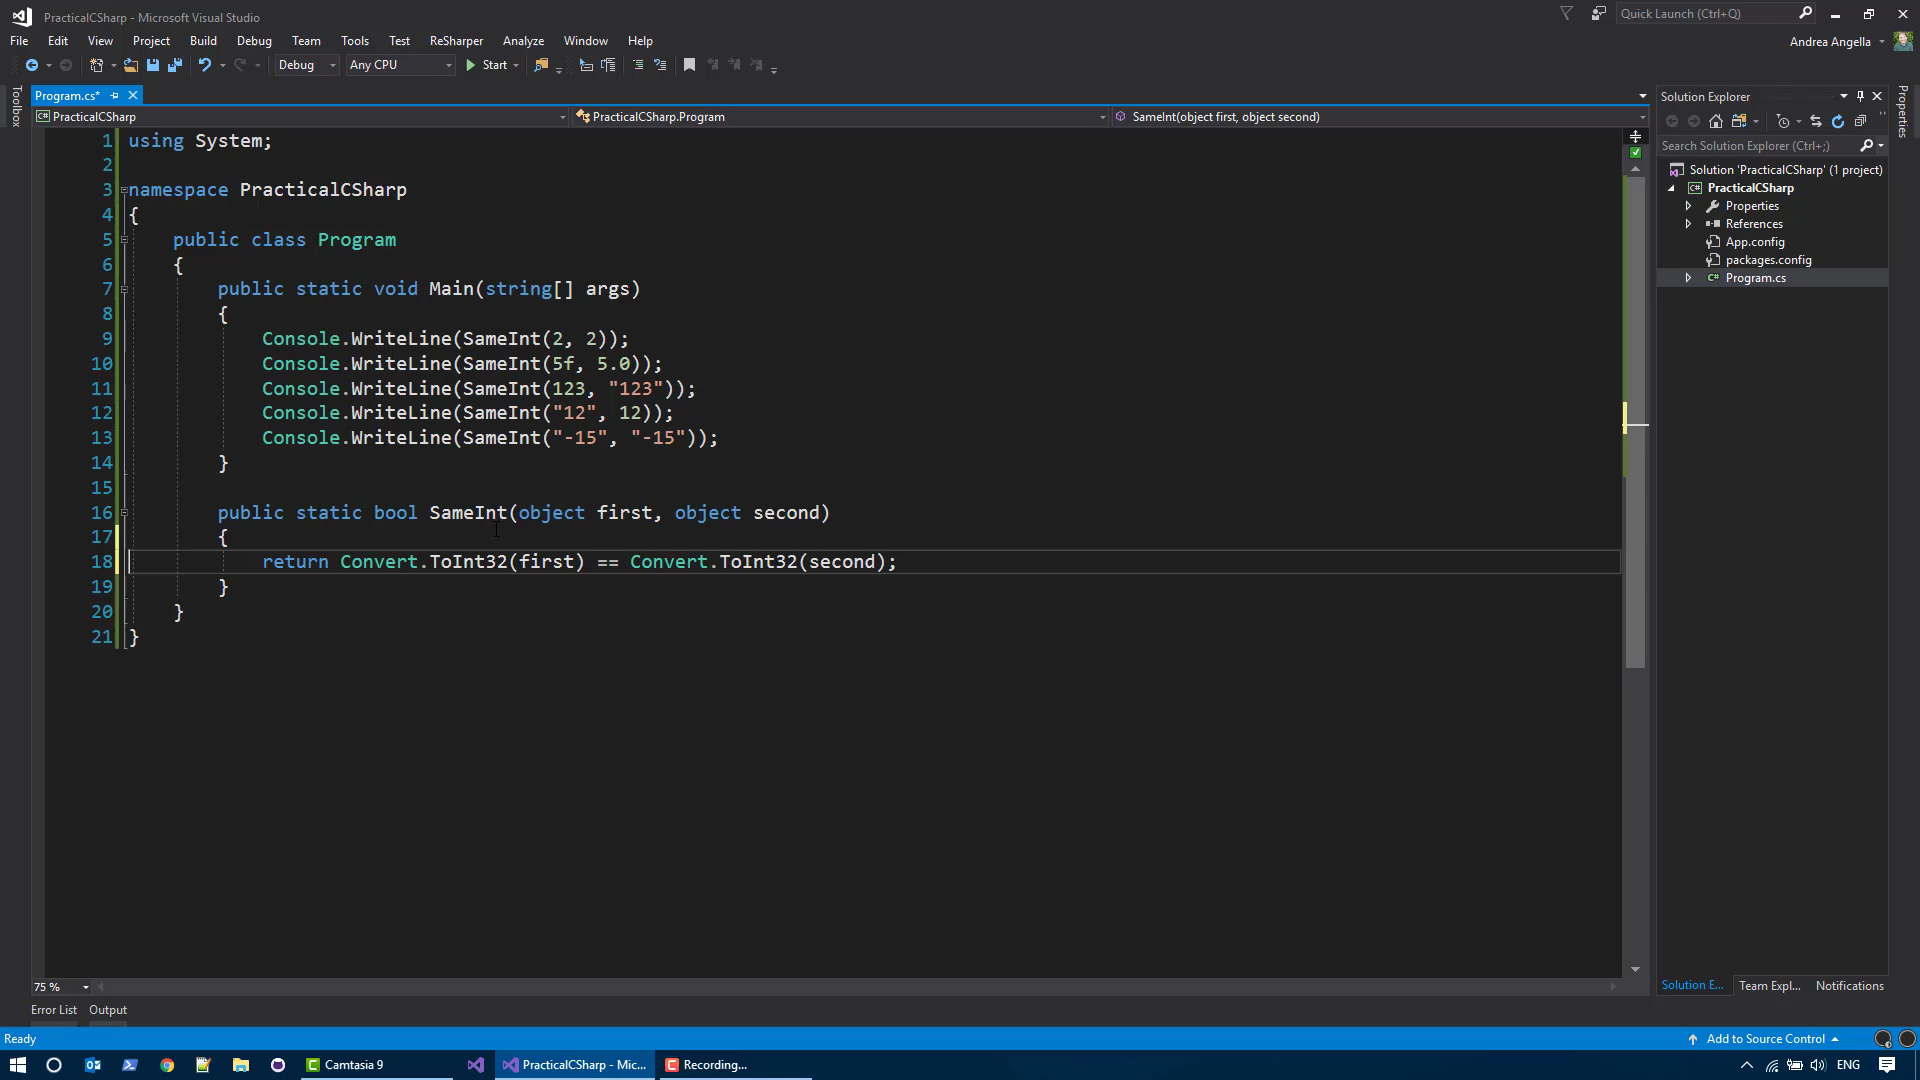 PracticalCSharp - Microsoft Visual Studio
Quick Launch (Ctrl+Q)
File Edit View Project Build Debug Team Tools Test ReSharper Analyze Window Help
Andrea Angella
Debug Any CPU Start
Toolbox
Program.cs*
Solution Explorer
Properties
PracticalCSharp PracticalCSharp.Program SameInt(object first, object second)
Search Solution Explorer (Ctrl+;)
Solution 'PracticalCSharp' (1 project)
PracticalCSharp
Properties
References
App.config
packages.config
Program.cs
1 using System;
2
3 namespace PracticalCSharp
4 {
5 public class Program
6 {
7 public static void Main(string[] args)
8 {
9 Console.WriteLine(SameInt(2, 2));
10 Console.WriteLine(SameInt(5f, 5.0));
11 Console.WriteLine(SameInt(123, "123"));
12 Console.WriteLine(SameInt("12", 12));
13 Console.WriteLine(SameInt("-15", "-15"));
14 }
15
16 public static bool SameInt(object first, object second)
17 {
18 return Convert.ToInt32(first) == Convert.ToInt32(second);
19 }
20 }
21 }
75 %
Solution E... Team Expl... Notifications
Error List Output
Ready
Add to Source Control
Camtasia 9
PracticalCSharp - Mic...
Recording...
ENG